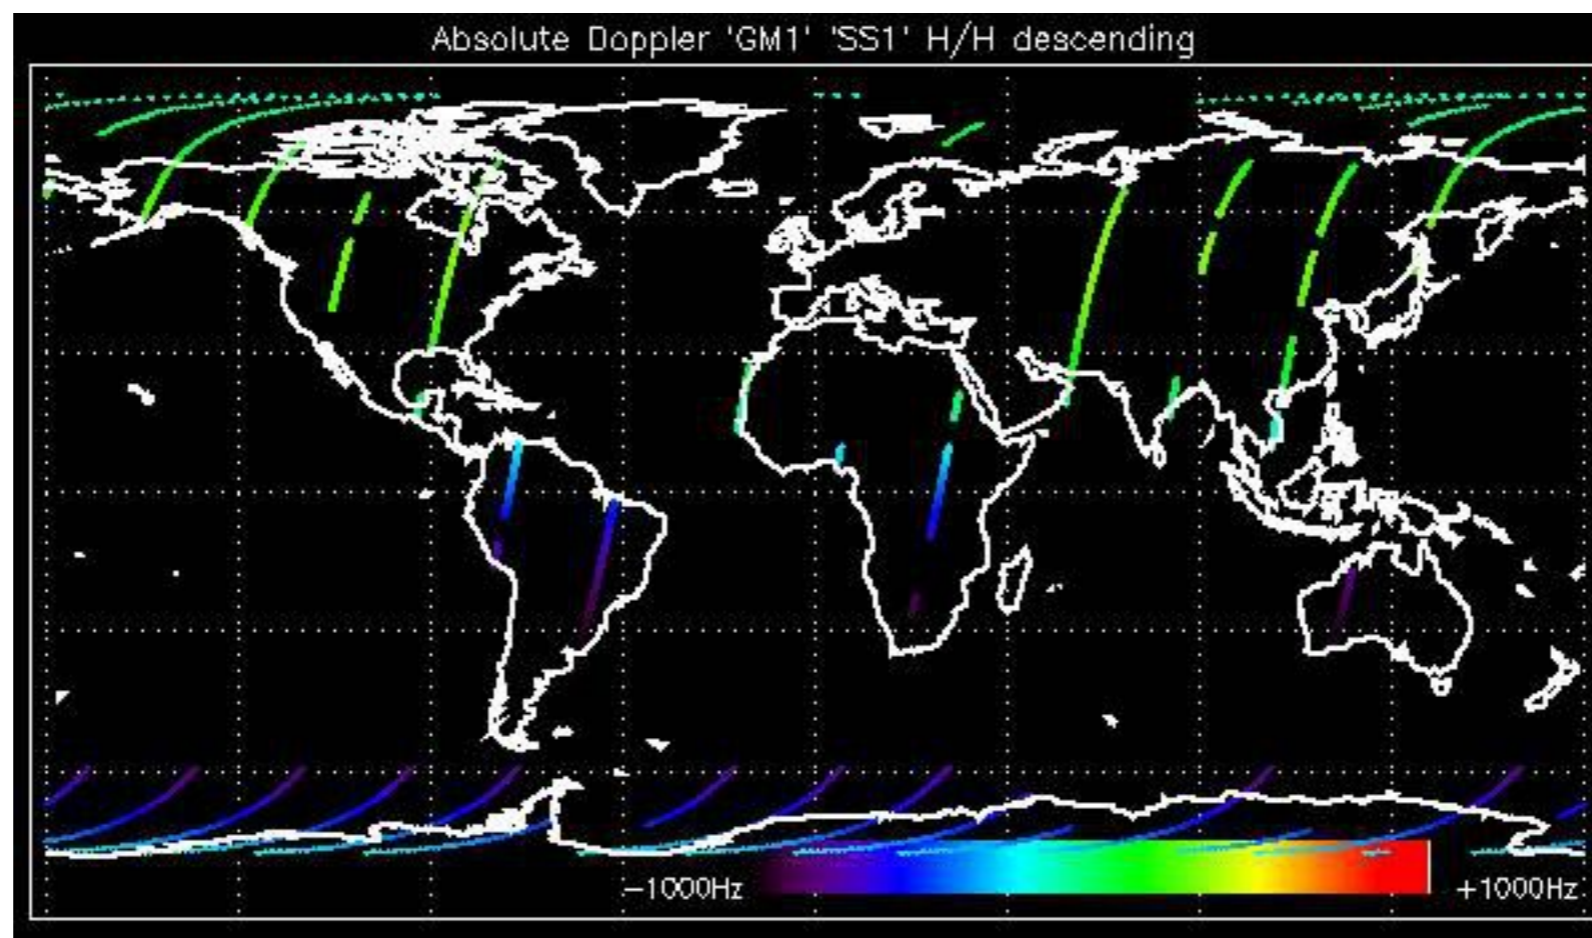 Absolute Doppler 'GM1' 'SS1' H/H descending
-1000Hz +1000Hz